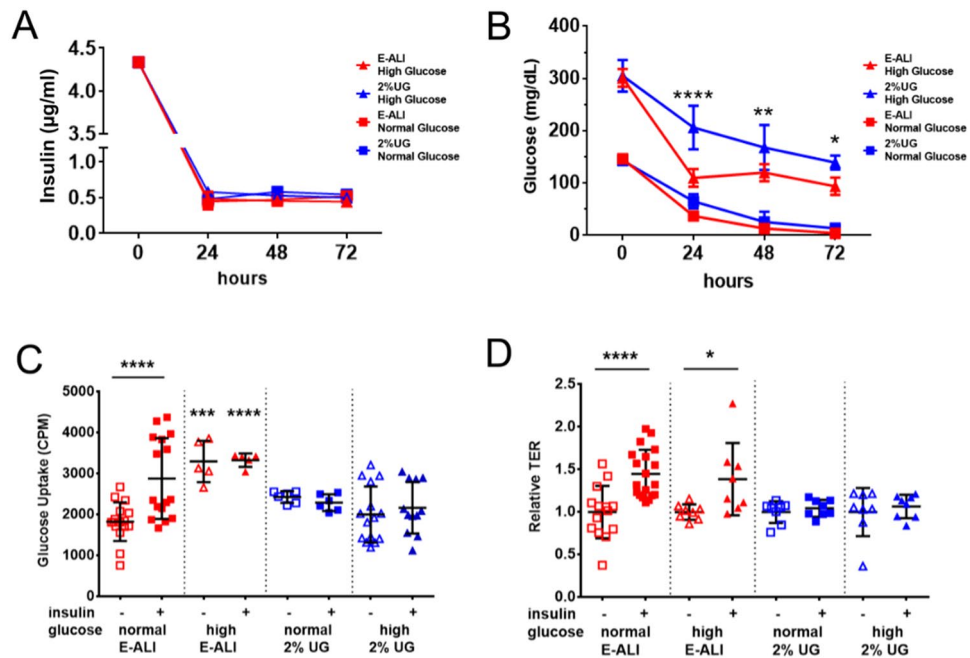 A
Insulin (µg/ml)
4.5
4.0
3.5
1.0
0.5
0.0
0
24
48
72
hours
E-ALI
High Glucose
2%UG
High Glucose
E-ALI
Normal Glucose
2%UG
Normal Glucose
B
Glucose (mg/dL)
400
300
200
100
0
****
**
*
0
24
48
72
hours
E-ALI
High Glucose
2%UG
High Glucose
E-ALI
Normal Glucose
2%UG
Normal Glucose
C
Glucose Uptake (CPM)
5000
4000
3000
2000
1000
0
****
***
****
insulin - + - + - + - +
glucose normal high normal high
E-ALI E-ALI 2% UG 2% UG
D
Relative TER
2.5
2.0
1.5
1.0
0.5
0.0
****
*
insulin - + - + - + - +
glucose normal high normal high
E-ALI E-ALI 2% UG 2% UG